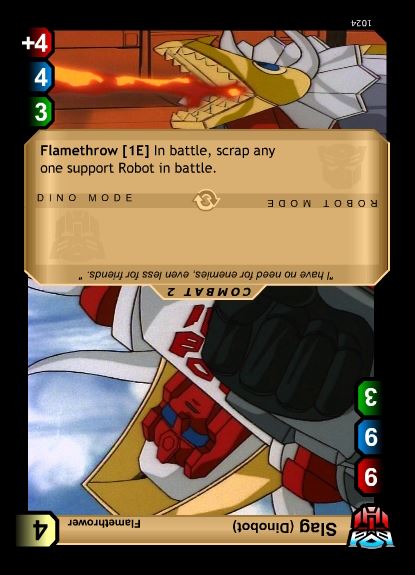 +4
4
3
Flamethrow [1E] In battle, scrap any
one support Robot in battle.
DINO MODE
3
Slag (Dinobot)
Flamethrower
4
6
6
3
COMBAT 2
"I have no need for enemies, even less for friends. "
ROBOT MODE
1024